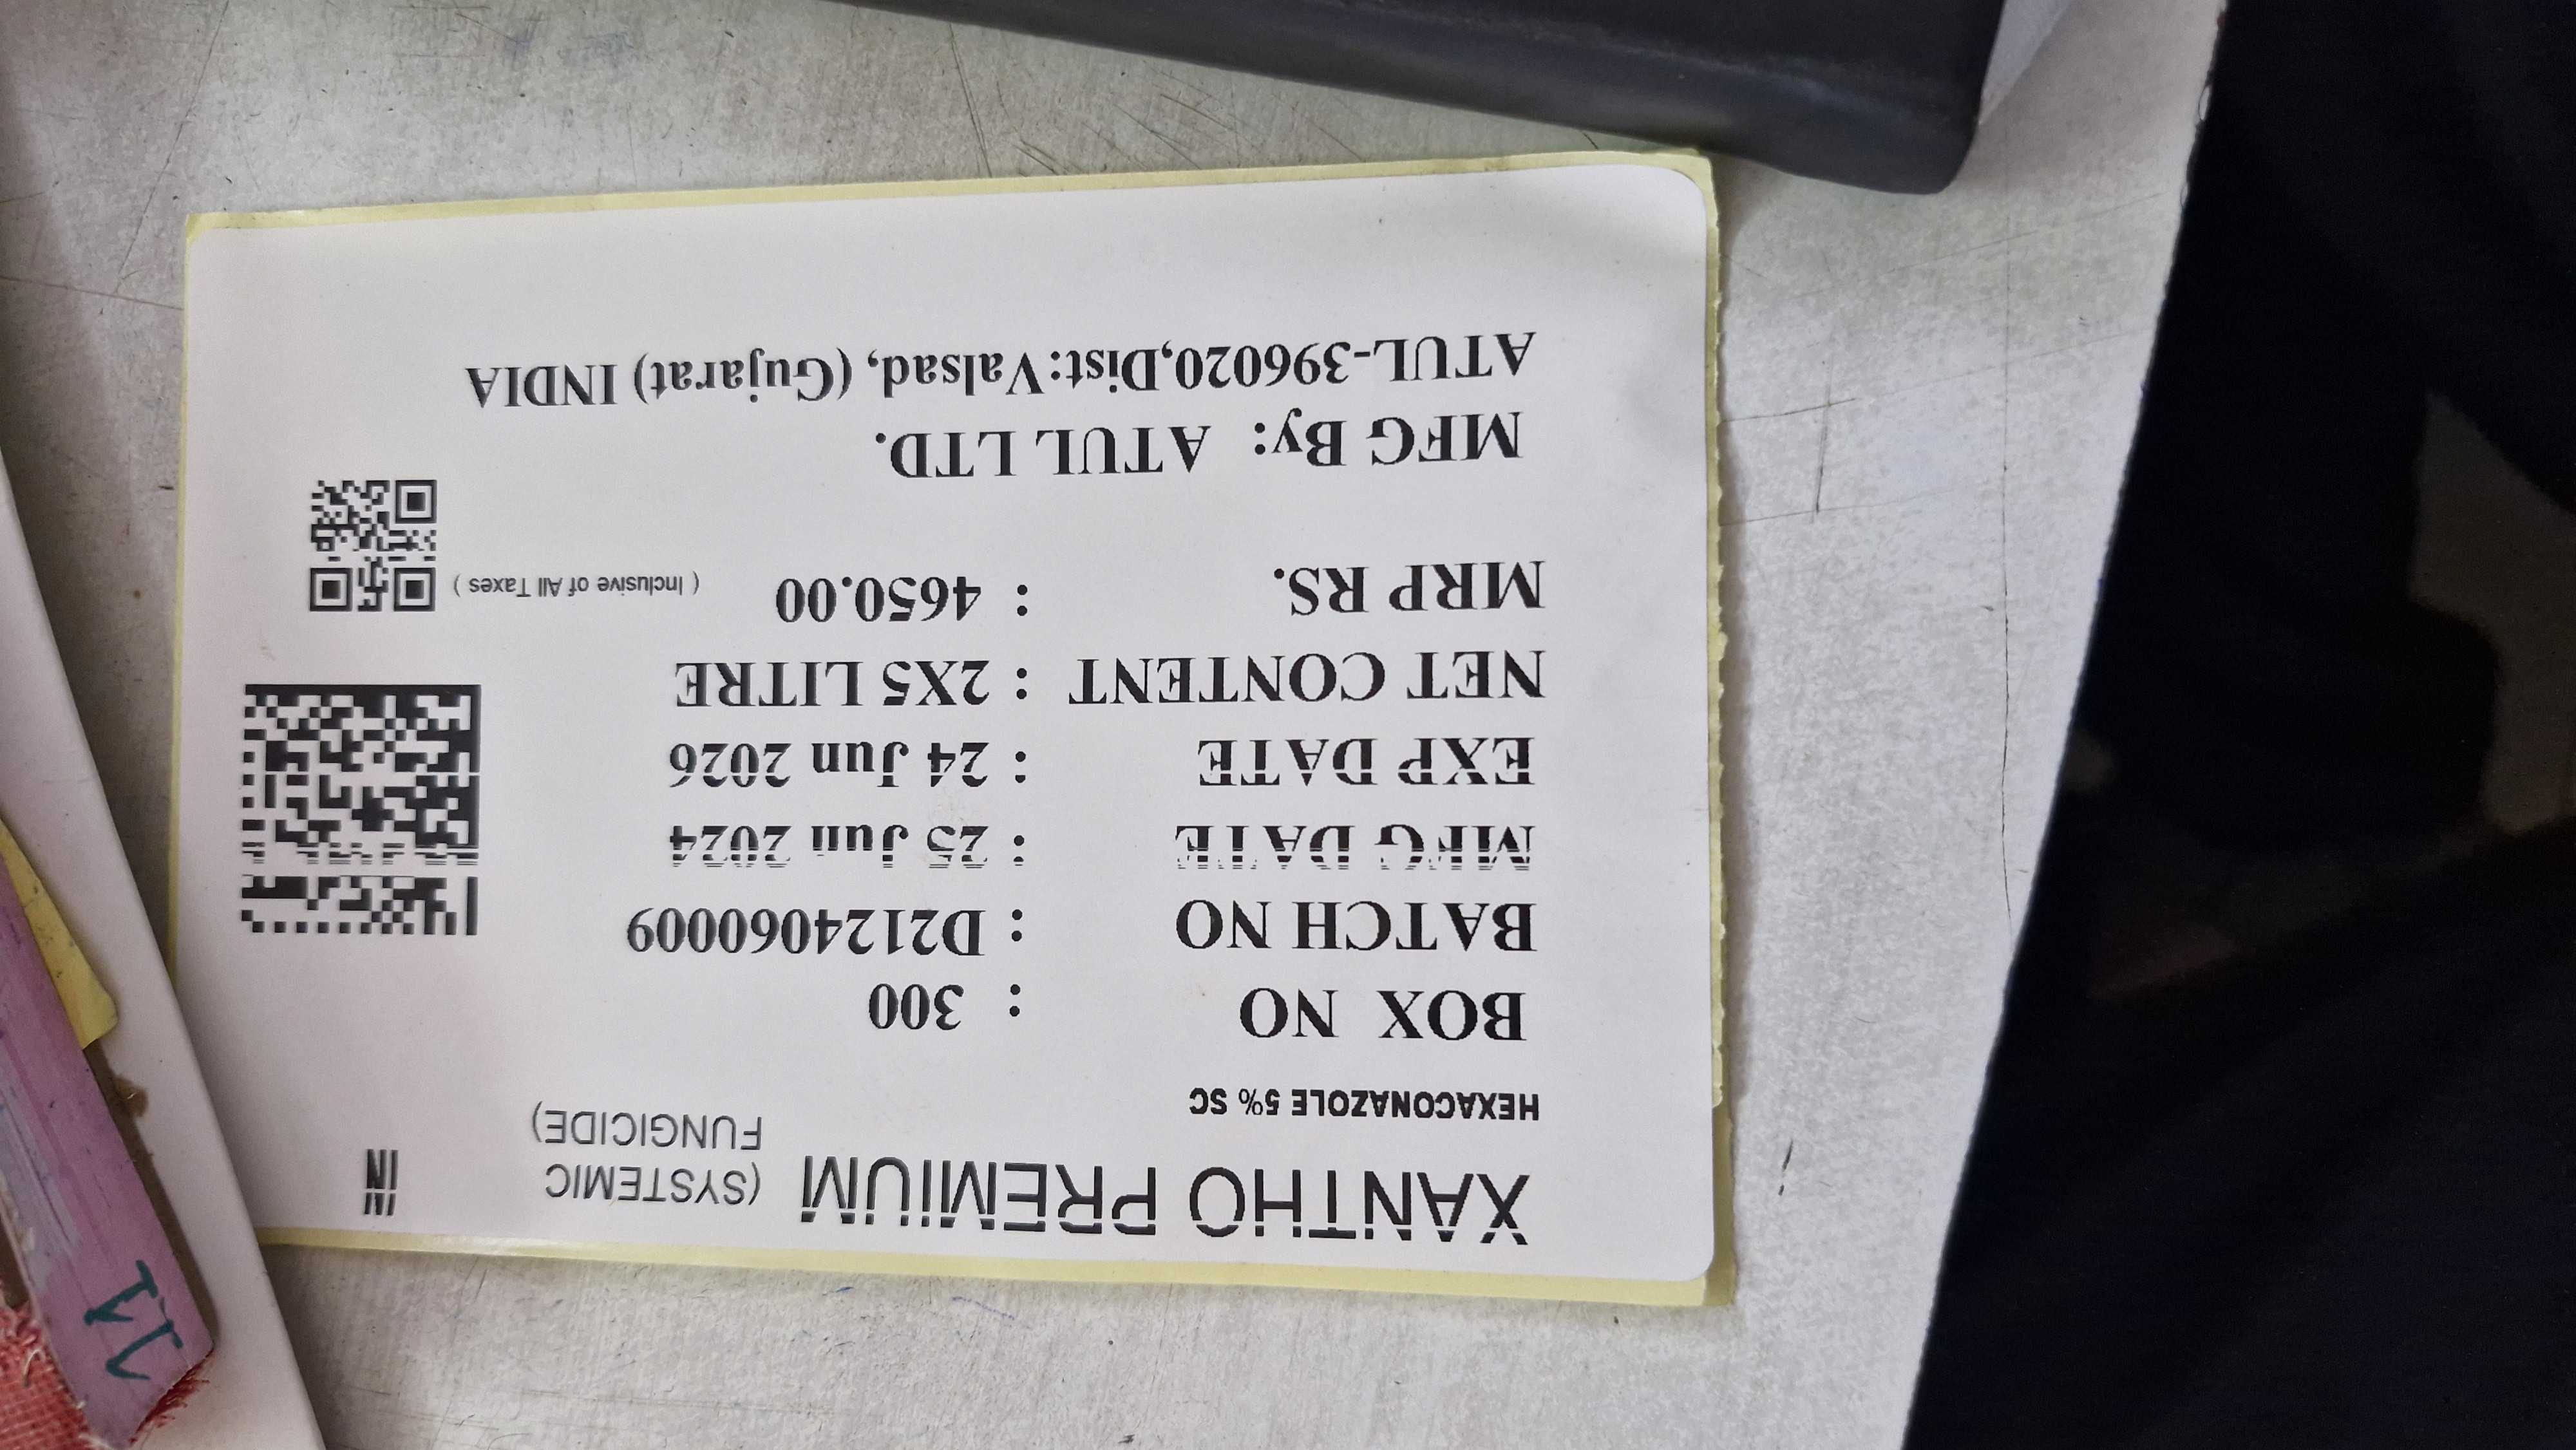 XANTHO PREMIUM (SYSTEMIC
FUNGICIDE)
HEXACONAZOLE 5% SC
BOX NO : 300
BATCH NO : D2124060009
MFG DATE : 25 Jun 2024
EXP DATE : 24 Jun 2026
NET CONTENT : 2X5 LITRE
MRP RS. : 4650.00 ( Inclusive of All Taxes )
MFG By: ATUL LTD.
ATUL-396020,Dist:Valsad, (Gujarat) INDIA